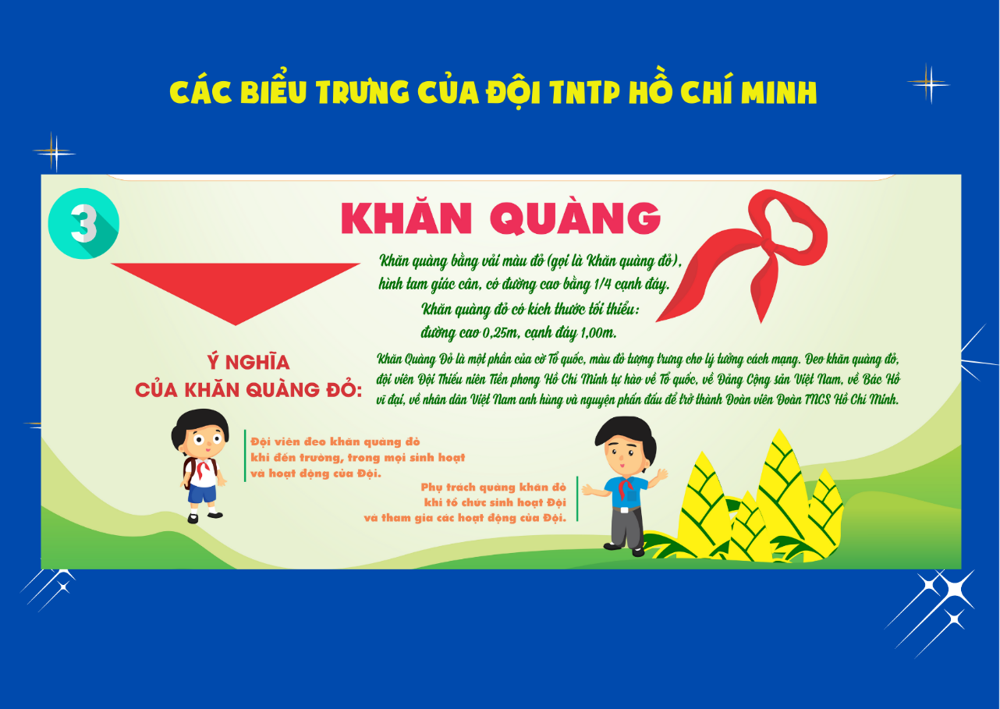 CÁC BIỂU TRƯNG CỦA ĐỘI TNTP HỒ CHÍ MINH
3
KHĂN QUÀNG
Khăn quàng bằng vải màu đỏ (gọi là Khăn quàng đỏ),
hình tam giác cân, có đường cao bằng 1/4 cạnh đáy.
Khăn quàng đỏ có kích thước tối thiểu:
đường cao 0,25m, cạnh đáy 1,00m.
Ý NGHĨA
CỦA KHĂN QUÀNG ĐỎ:
Khăn Quàng Đỏ là một phần của cờ Tổ quốc, màu đỏ tượng trưng cho lý tưởng cách mạng. Đeo khăn quàng đỏ,
đội viên Đội Thiếu niên Tiền phong Hồ Chí Minh tự hào về Tổ quốc, về Đảng Cộng sản Việt Nam, về Bác Hồ
vĩ đại, về nhân dân Việt Nam anh hùng và nguyện phấn đấu để trở thành Đoàn viên Đoàn TNCS Hồ Chí Minh.
Đội viên đeo khăn quàng đỏ
khi đến trường, trong mọi sinh hoạt
và hoạt động của Đội.
Phụ trách quàng khăn đỏ
khi tổ chức sinh hoạt Đội
và tham gia các hoạt động của Đội.